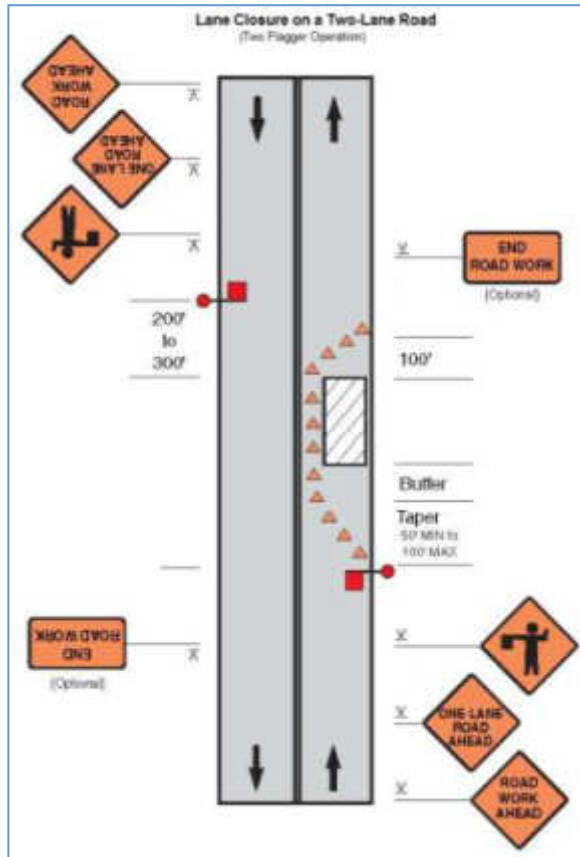 Lane Closure on a Two-Lane Road
(Two Flagger Operation)
ROAD
WORK
AHEAD
ONE LANE
ROAD
AHEAD
END
ROAD WORK
(Optional)
200'
to
300'
100'
Buffer
Taper
50' MIN to
100' MAX
END
ROAD WORK
(Optional)
ONE LANE
ROAD
AHEAD
ROAD
WORK
AHEAD